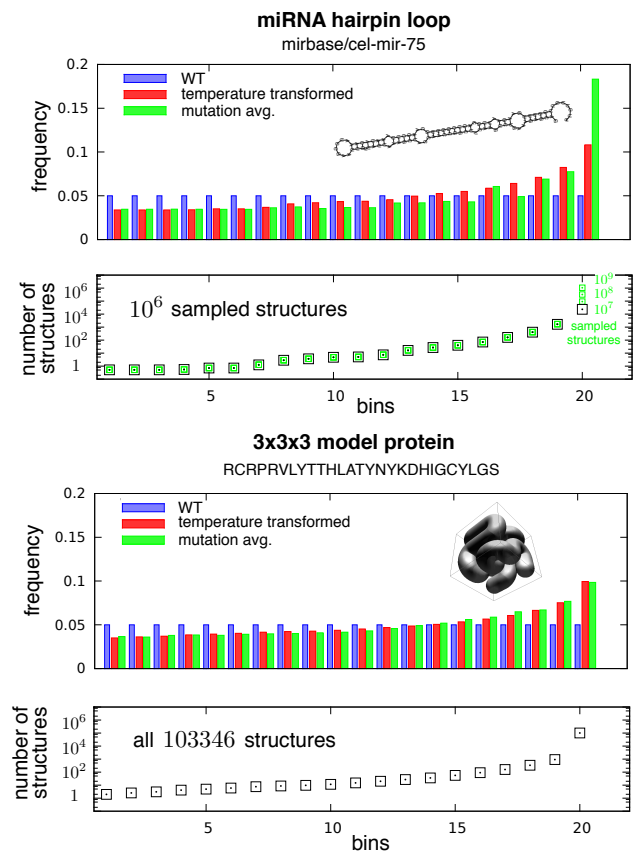 miRNA hairpin loop
mirbase/cel-mir-75
0.2
0.15
0.1
0.05
0
frequency
WT
temperature transformed
mutation avg.
number of
structures
10^6
10^4
10^2
1
10^6 sampled structures
10^9
10^8
10^7
sampled
structures
5 10 15 20
bins
3x3x3 model protein
RCRPRVLYTTHLATYNYKDHIGCYLGS
0.2
0.15
0.1
0.05
0
frequency
WT
temperature transformed
mutation avg.
number of
structures
10^6
10^4
10^2
1
all 103346 structures
5 10 15 20
bins